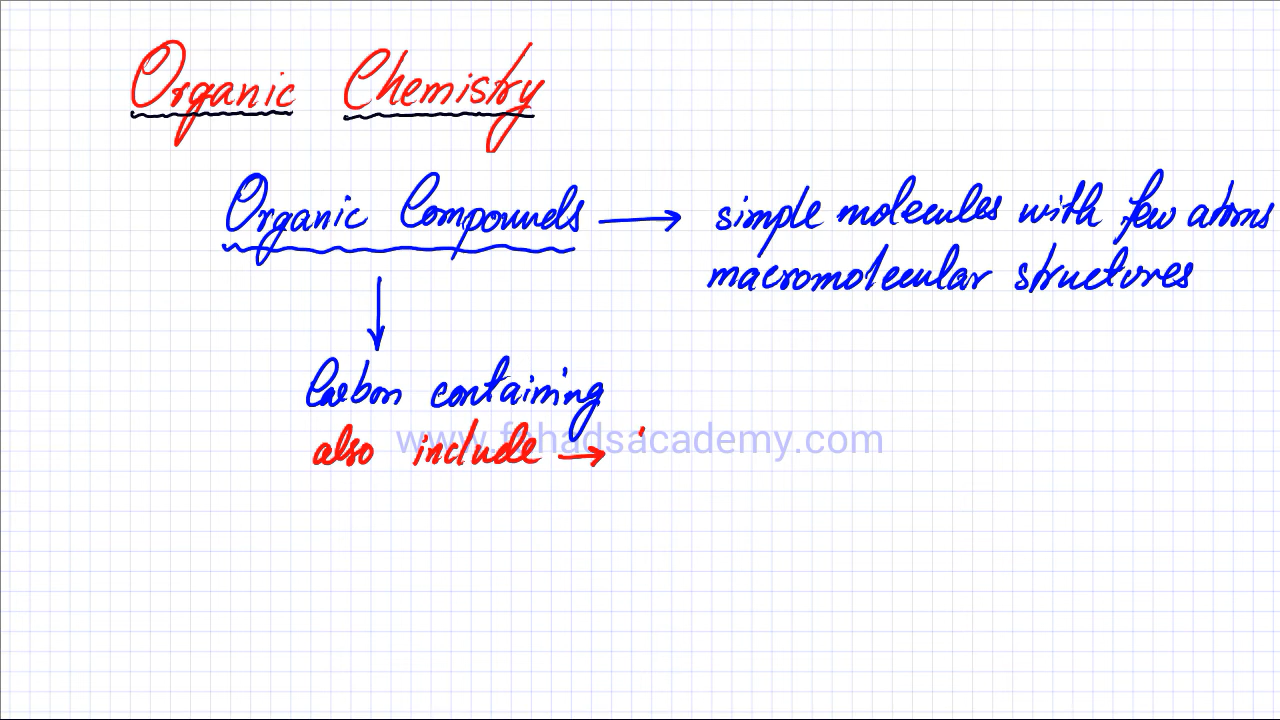 Organic Chemistry
Organic Compounds → simple molecules with few atoms
macromolecular structures
↓
Carbon containing
also include →
www.fahadsacademy.com